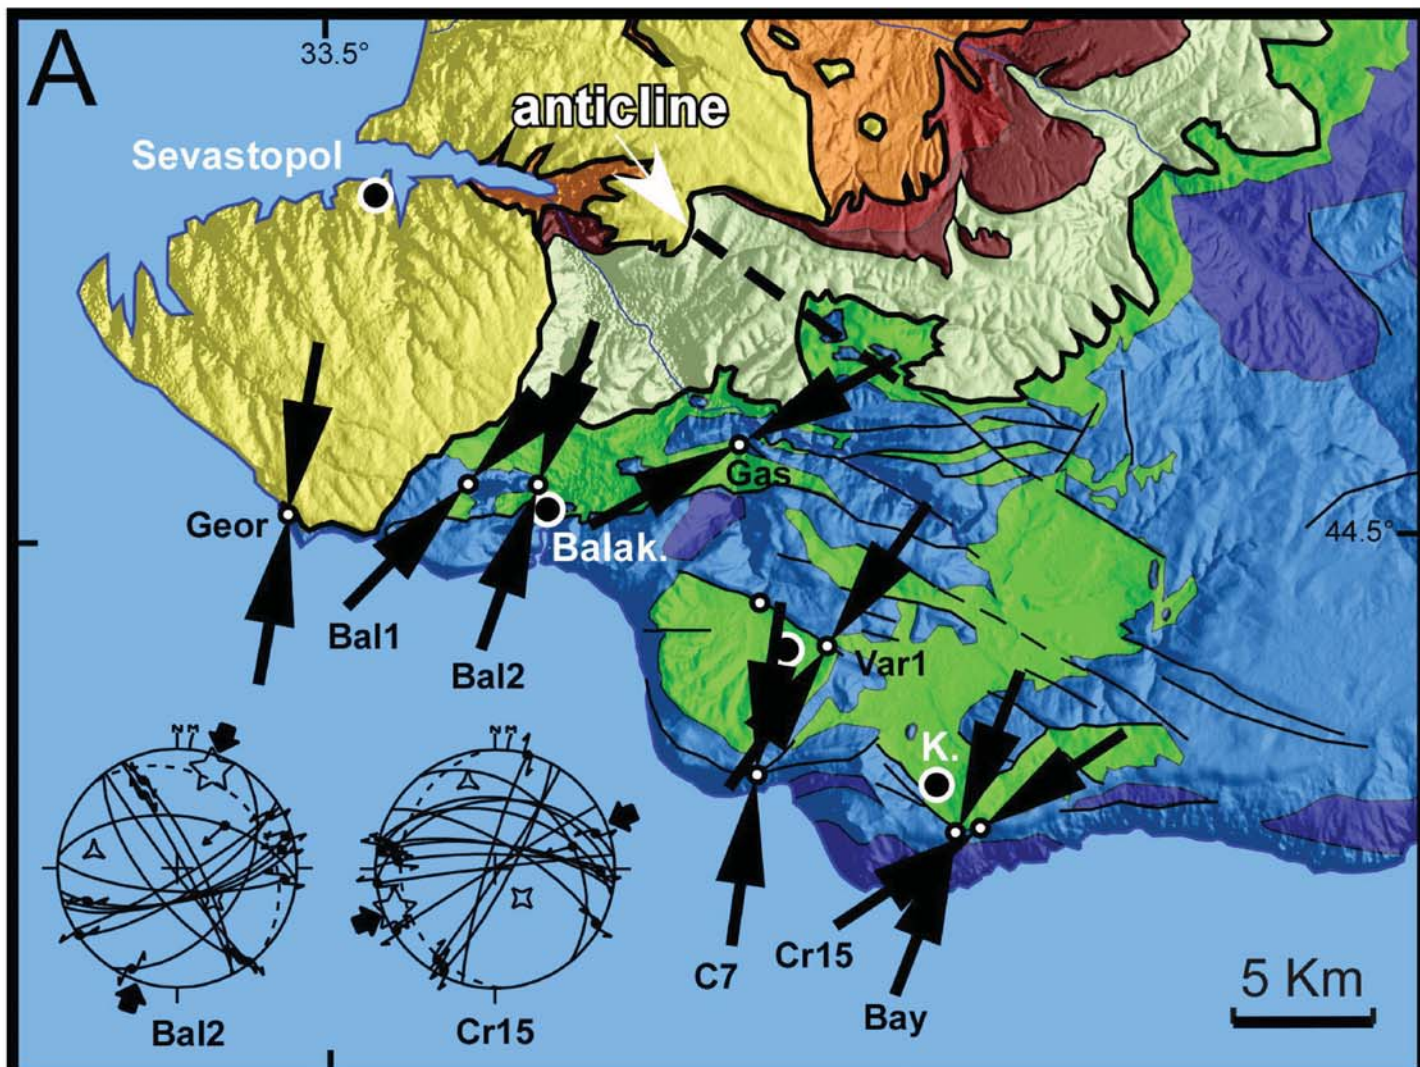 A
33.5°
anticline
Sevastopol
Gas
Geor
44.5°
Balak.
Bal1
Var1
Bal2
N M
N M
K.
C7
Cr15
5 Km
Bay
Bal2
Cr15